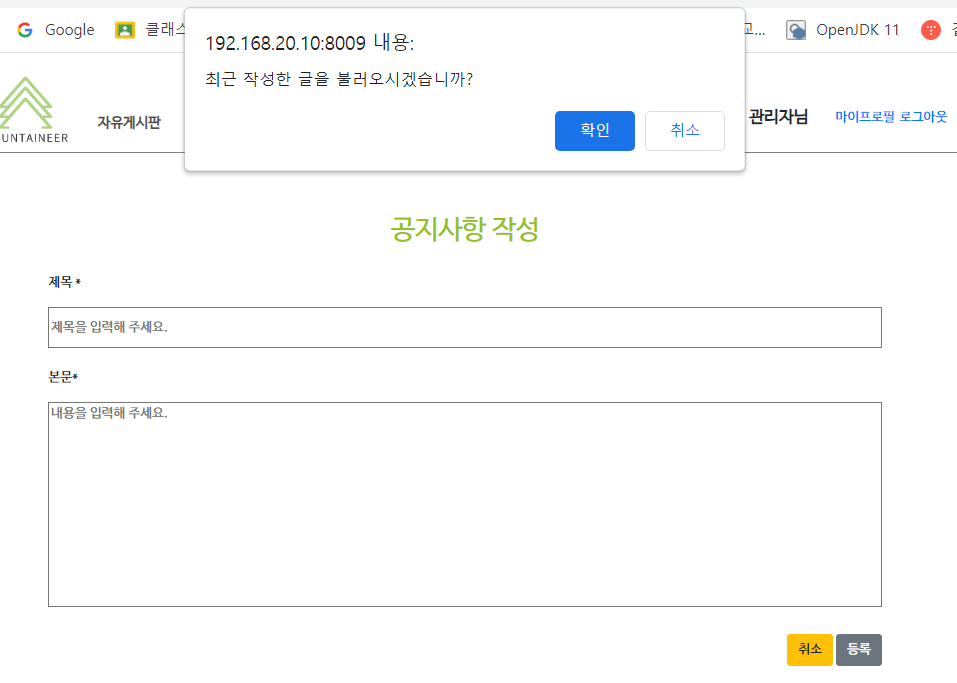 Google
클래스
192.168.20.10:8009 내용:
최근 작성한 글을 불러오시겠습니까?
확인
취소
고...
OpenJDK 11
UNTAINEER
자유게시판
관리자님
마이프로필 로그아웃
공지사항 작성
제목 *
제목을 입력해 주세요.
본문*
내용을 입력해 주세요.
취소
등록